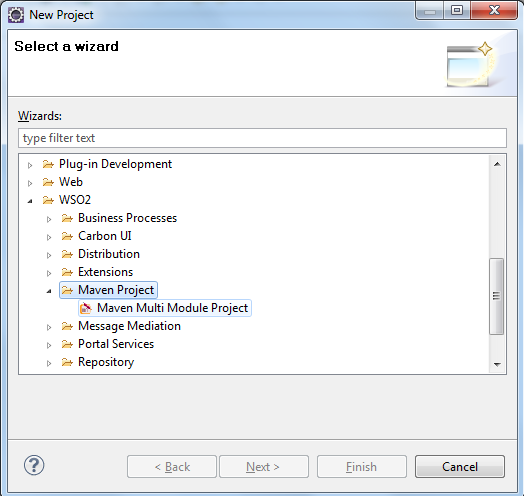 New Project
Select a wizard
Wizards:
type filter text
Plug-in Development
Web
WSO2
Business Processes
Carbon UI
Distribution
Extensions
Maven Project
Maven Multi Module Project
Message Mediation
Portal Services
Repository
?
< Back
Next >
Finish
Cancel